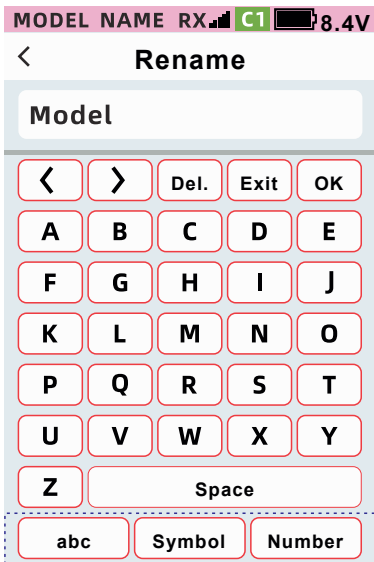 MODEL NAME RX C1 8.4V
Rename
Model
Del. Exit OK
A B C D E
F G H I J
K L M N O
P Q R S T
U V W X Y
Z Space
abc Symbol Number